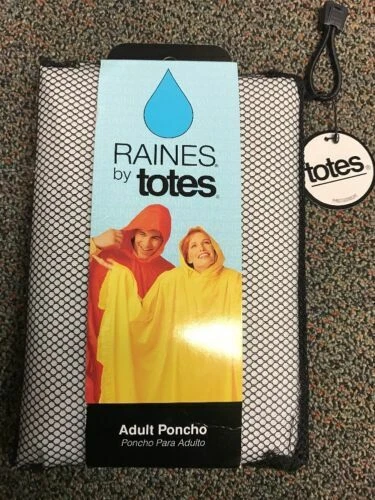 RAINES®
by totes®
Adult Poncho
Poncho Para Adulto
totes®